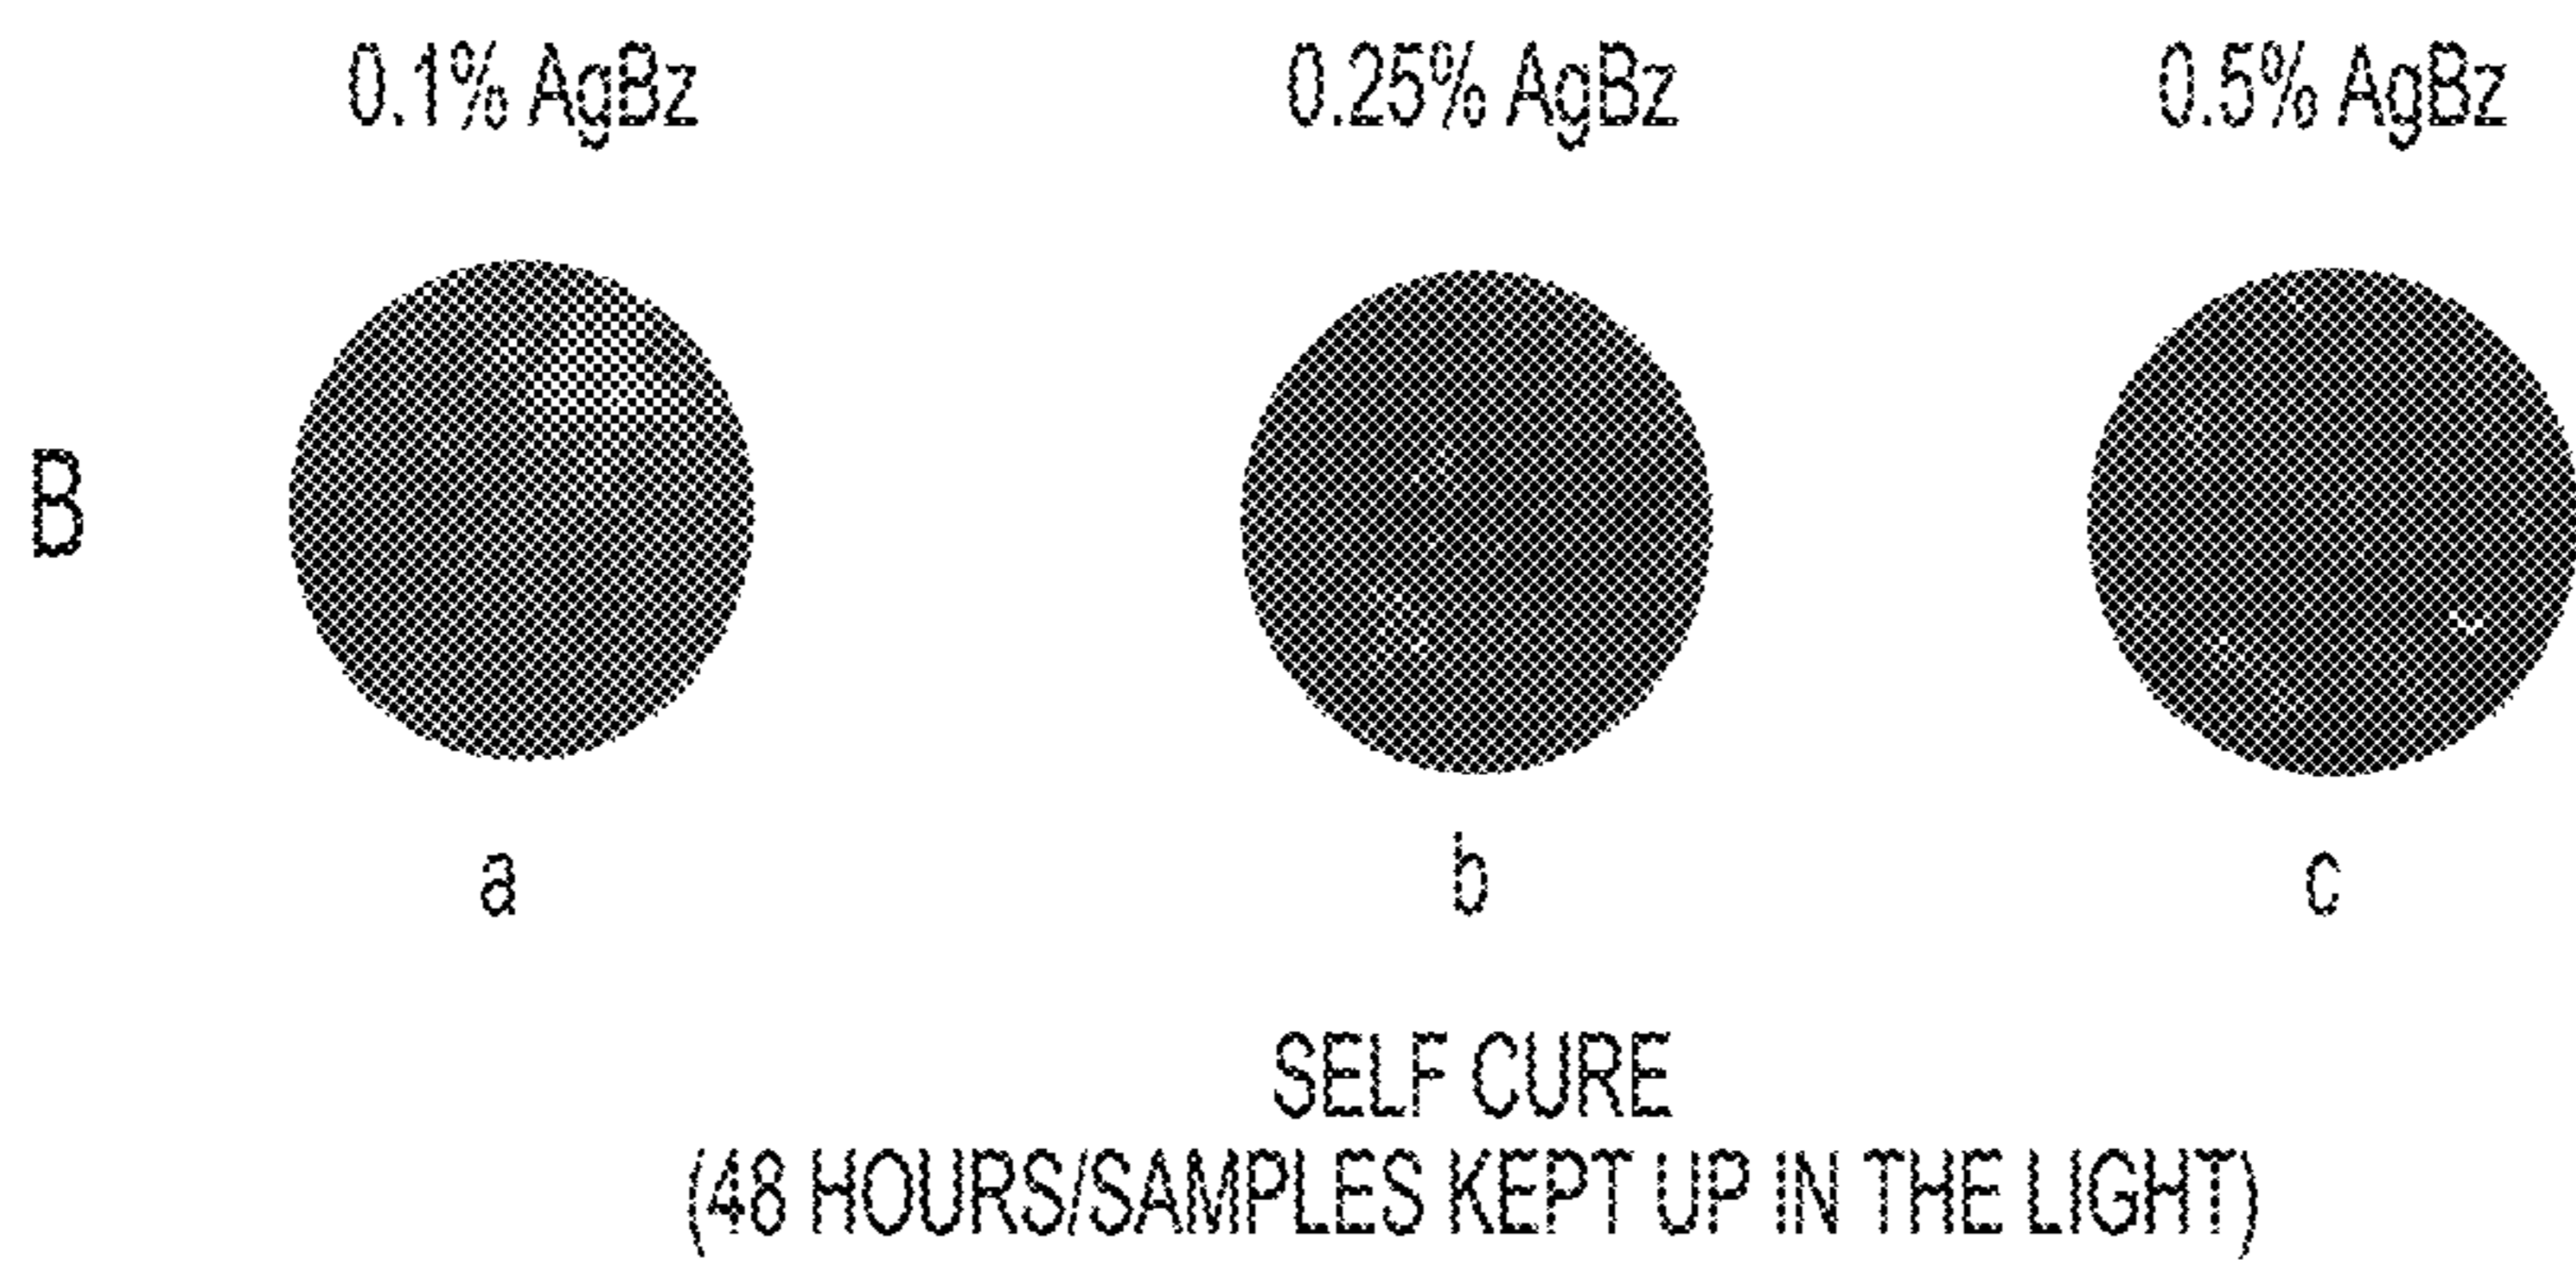 0.1% AgBz 0.25% AgBz 0.5% AgBz
B
a b c
SELF CURE
(48 HOURS/SAMPLES KEPT UP IN THE LIGHT)